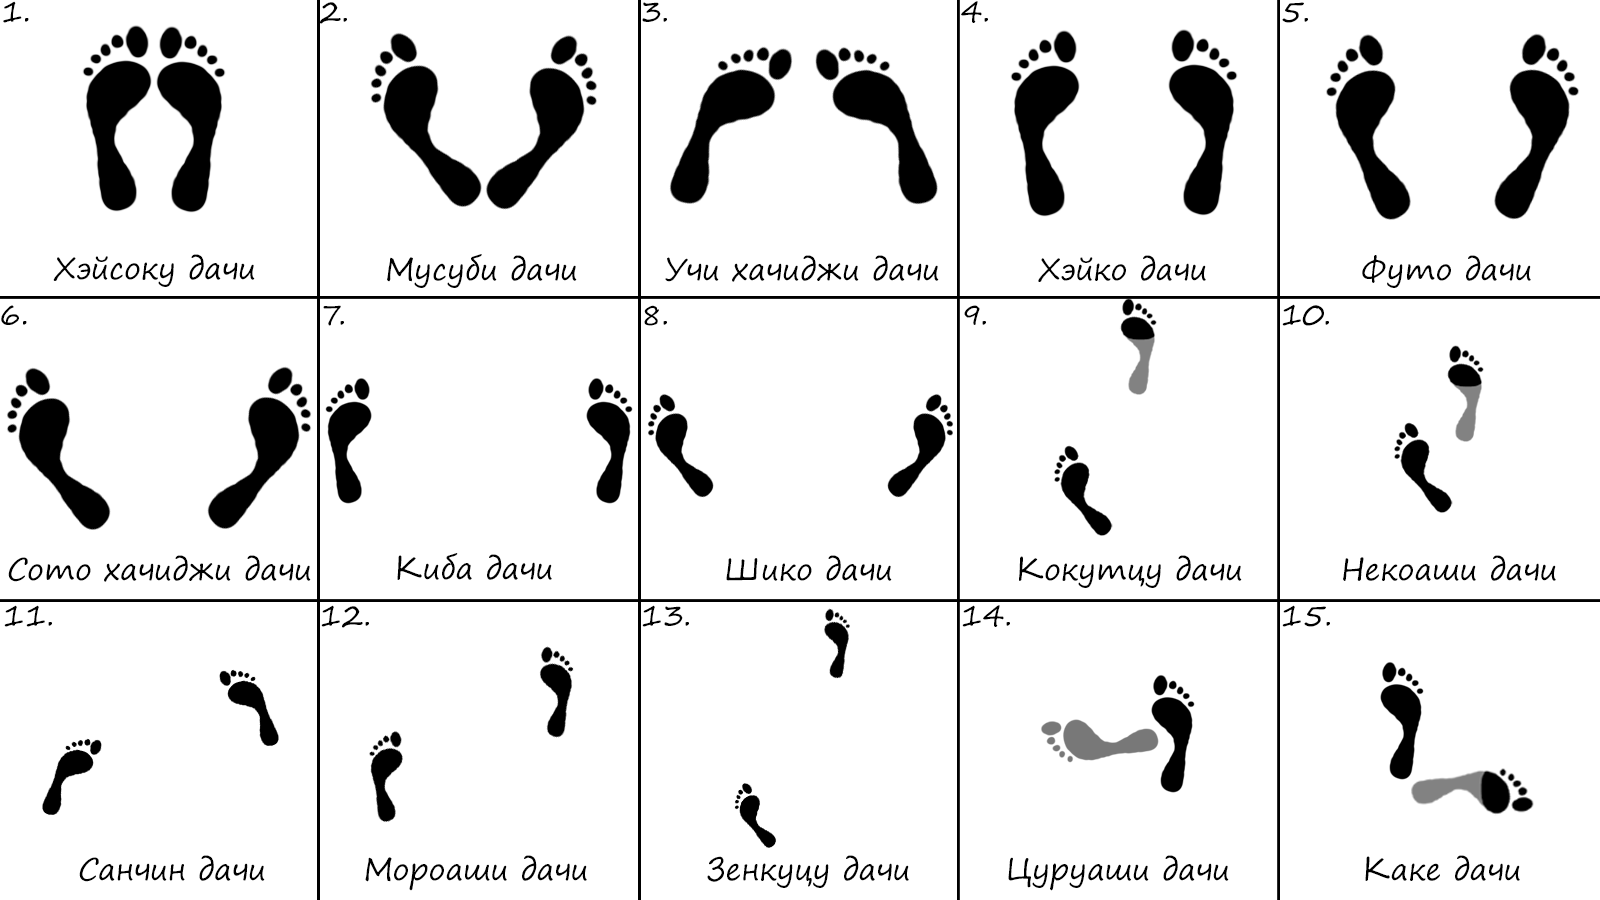 1.
Хэйсоку дачи
2.
Мусуби дачи
3.
Учи хачиджи дачи
4.
Хэйко дачи
5.
Футо дачи
6.
Сото хачиджи дачи
7.
Киба дачи
8.
Шико дачи
9.
Кокутцу дачи
10.
Некоаши дачи
11.
Санчин дачи
12.
Мороаши дачи
13.
Зенкуцу дачи
14.
Цуруаши дачи
15.
Каке дачи